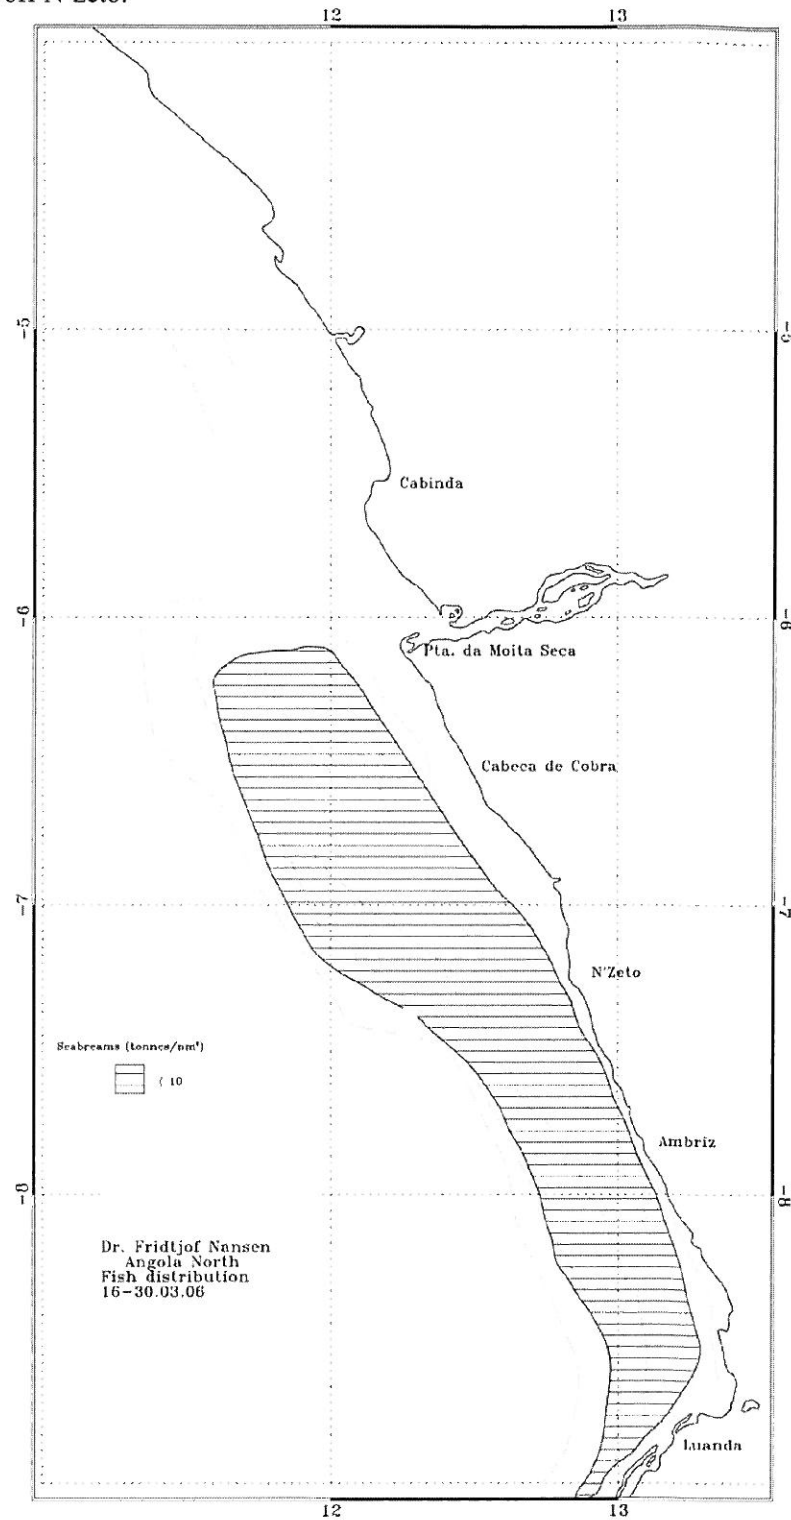 off N'Zeto.
12 13
-5 -5
Cabinda
-6 -6
Pta. da Moita Seca
Cabeca de Cobra
-7 -7
N'Zeto
Seabreams (tonnes/nm²)
< 10
Ambriz
-8 -8
Dr. Fridtjof Nansen
Angola North
Fish distribution
16-30.03.06
Luanda
12 13